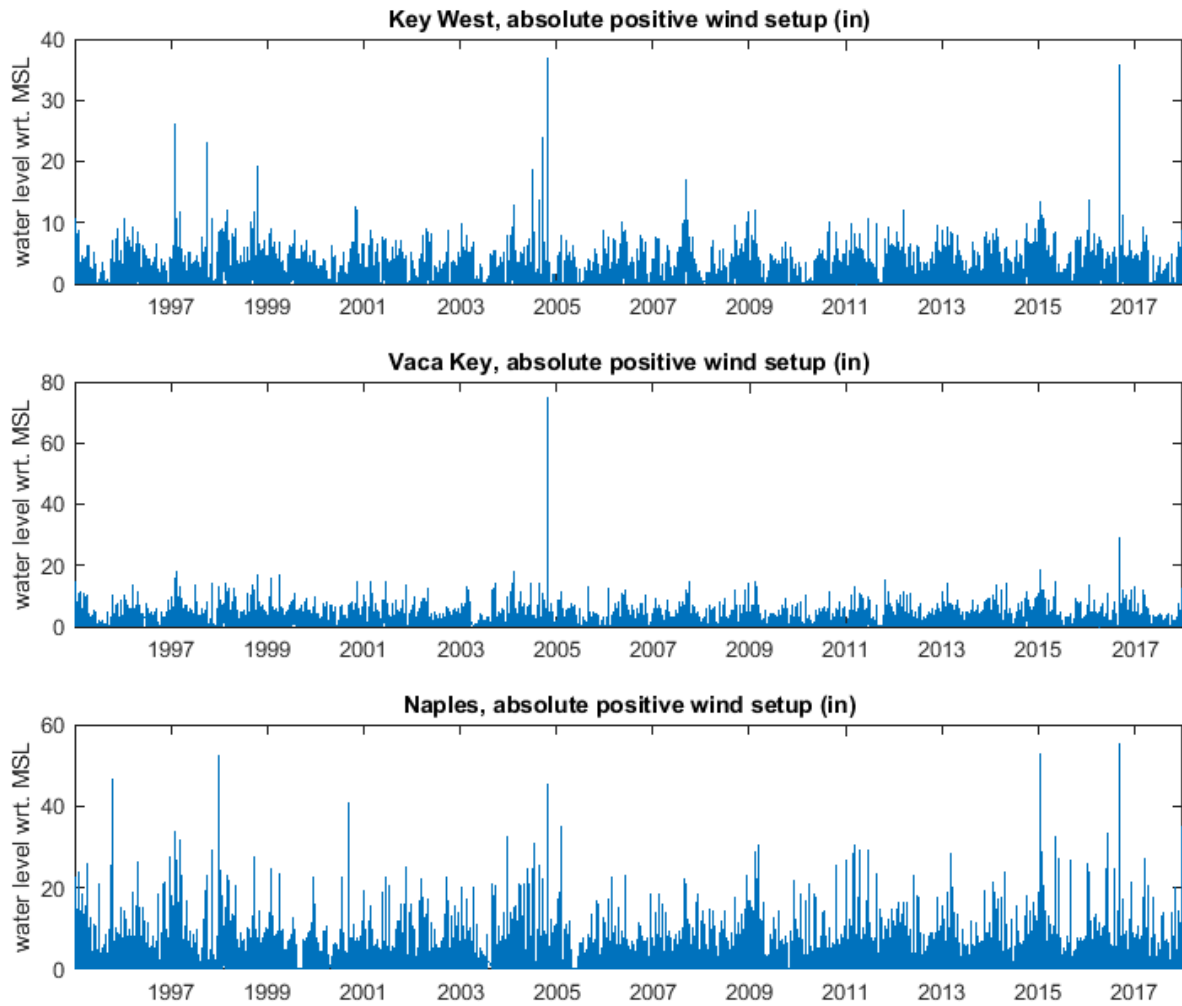 Key West, absolute positive wind setup (in)
water level wrt. MSL
40
30
20
10
0
1997 1999 2001 2003 2005 2007 2009 2011 2013 2015 2017
Vaca Key, absolute positive wind setup (in)
water level wrt. MSL
80
60
40
20
0
1997 1999 2001 2003 2005 2007 2009 2011 2013 2015 2017
Naples, absolute positive wind setup (in)
water level wrt. MSL
60
40
20
0
1997 1999 2001 2003 2005 2007 2009 2011 2013 2015 2017